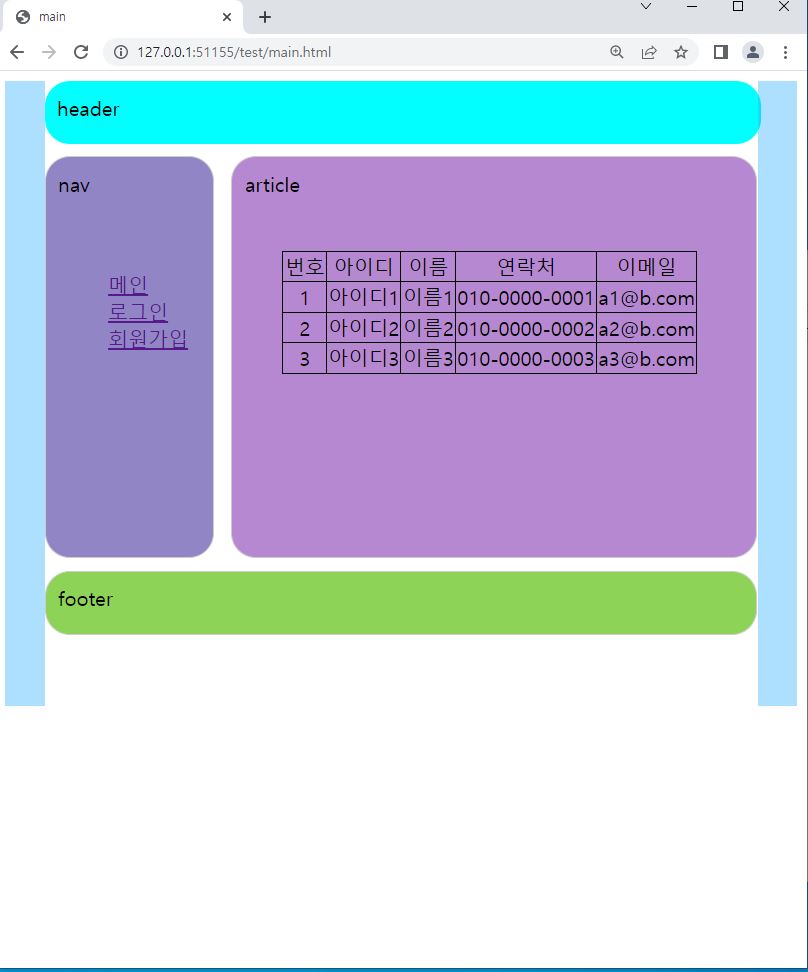 main
127.0.0.1:51155/test/main.html
header
nav
메인
로그인
회원가입
article
번호 아이디 이름 연락처 이메일
1 아이디1 이름1 010-0000-0001 a1@b.com
2 아이디2 이름2 010-0000-0002 a2@b.com
3 아이디3 이름3 010-0000-0003 a3@b.com
footer